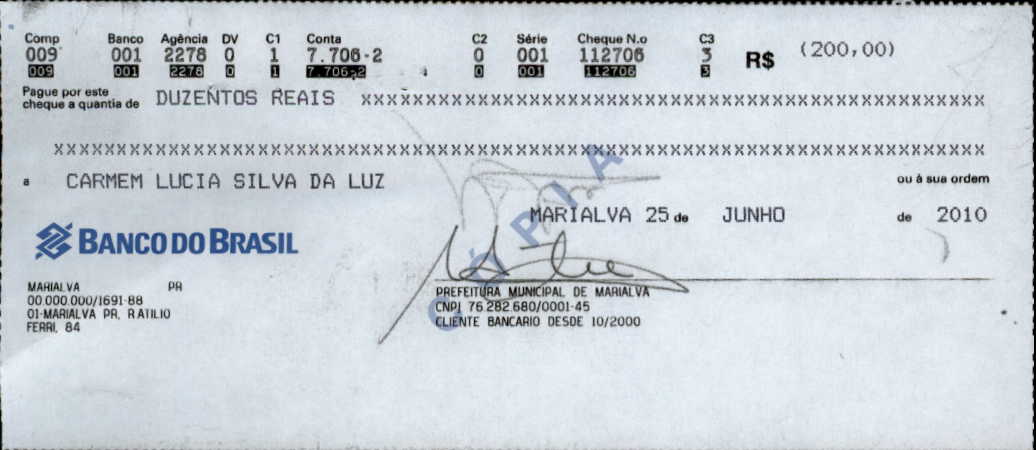 Comp Banco Agência DV C1 Conta C2 Série Cheque N.o C3
009 001 2278 0 1 7.706-2 0 001 112706 3 R$ (200,00)
009 001 2278 0 1 7.706-2 0 001 112706 3
Pague por este
cheque a quantia de DUZENTOS REAIS xxxxxxxxxxxxxxxxxxxxxxxxxxxxxxxxxxxxxxxxxxxxxxxxxxxx
xxxxxxxxxxxxxxxxxxxxxxxxxxxxxxxxxxxxxxxxxxxxxxxxxxxxxxxxxxxxxxxxxxxxxxxxxxxxxx
a CARMEM LUCIA SILVA DA LUZ ou à sua ordem
MARIALVA 25 de JUNHO de 2010
BANCO DO BRASIL
CÓPIA
MARIALVA PR
00.000.000/1691-88
01-MARIALVA PR, R ATILIO
FERRI, 84
PREFEITURA MUNICIPAL DE MARIALVA
CNPJ 76.282.680/0001-45
CLIENTE BANCARIO DESDE 10/2000